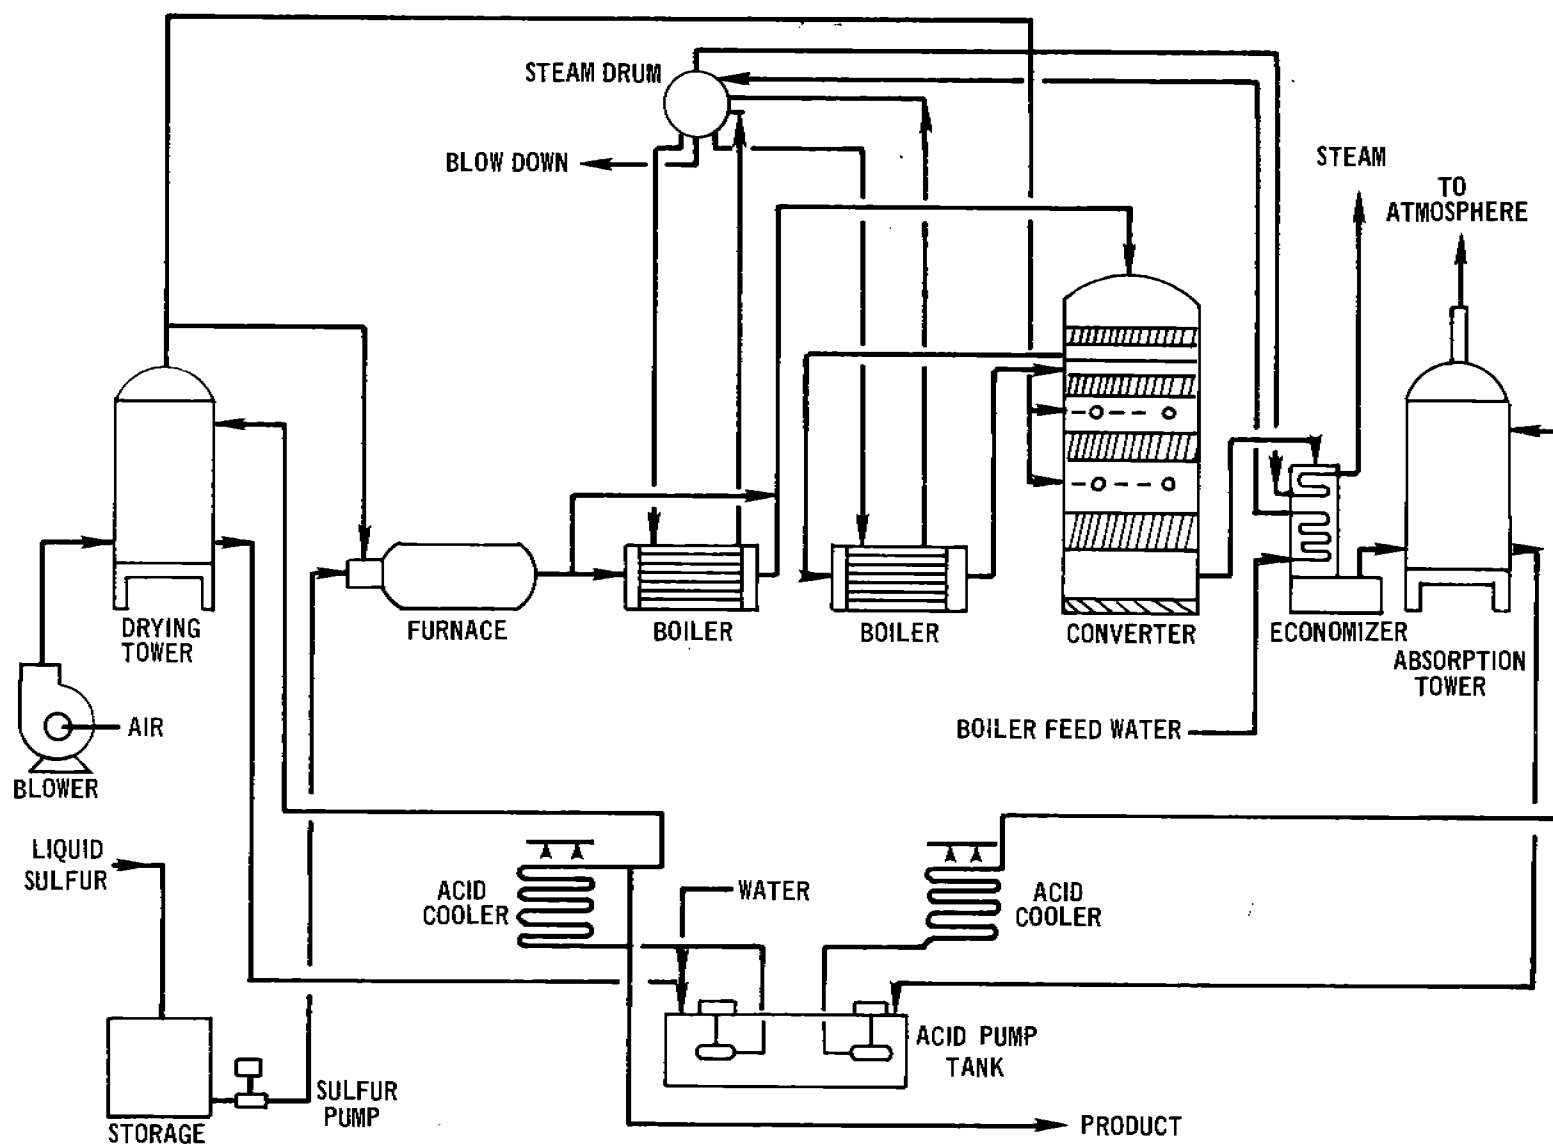 STEAM DRUM
BLOW DOWN
STEAM
TO
ATMOSPHERE
DRYING
TOWER
FURNACE
BOILER
BOILER
CONVERTER
ECONOMIZER
ABSORPTION
TOWER
AIR
BLOWER
BOILER FEED WATER
LIQUID
SULFUR
ACID
COOLER
WATER
ACID
COOLER
ACID PUMP
TANK
SULFUR
PUMP
STORAGE
PRODUCT